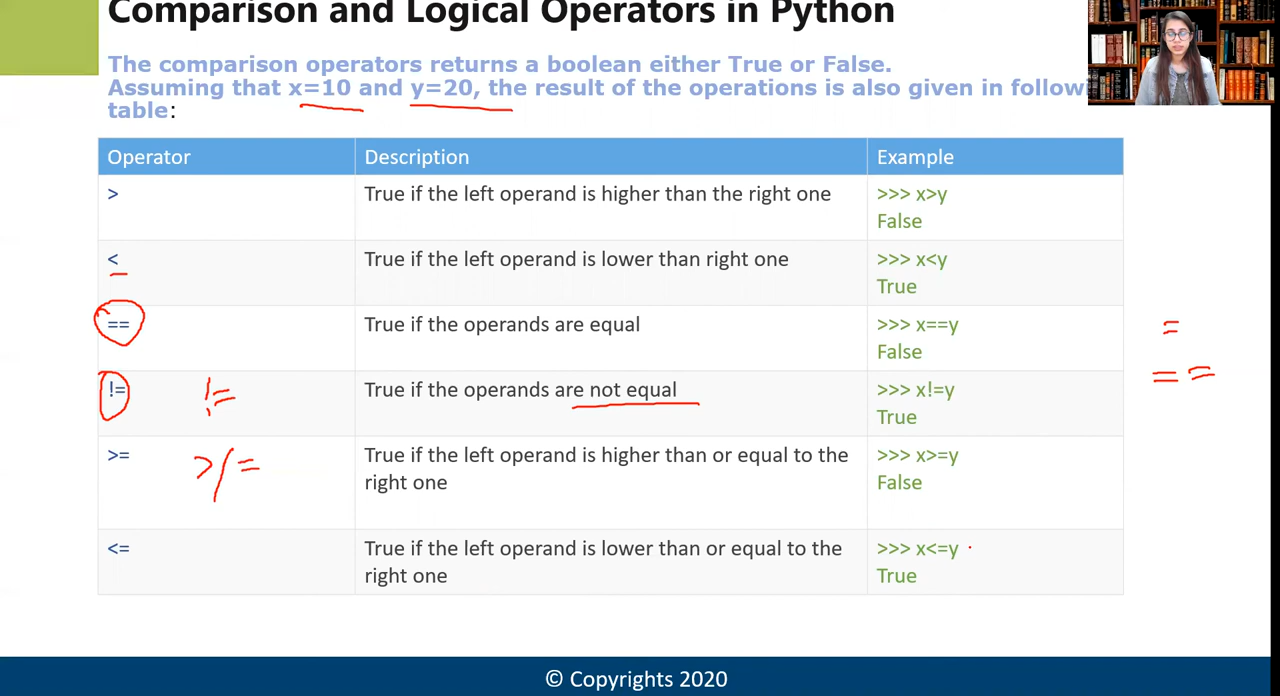 Comparison and Logical Operators in Python
The comparison operators returns a boolean either True or False.
Assuming that x=10 and y=20, the result of the operations is also given in followi
table:
Operator Description Example
> True if the left operand is higher than the right one >>> x>y
False
< True if the left operand is lower than right one >>> x<y
True
== True if the operands are equal >>> x==y
False
=
= =
!= != True if the operands are not equal >>> x!=y
True
>= >/= True if the left operand is higher than or equal to the >>> x>=y
right one False
<= True if the left operand is lower than or equal to the >>> x<=y
right one True
© Copyrights 2020